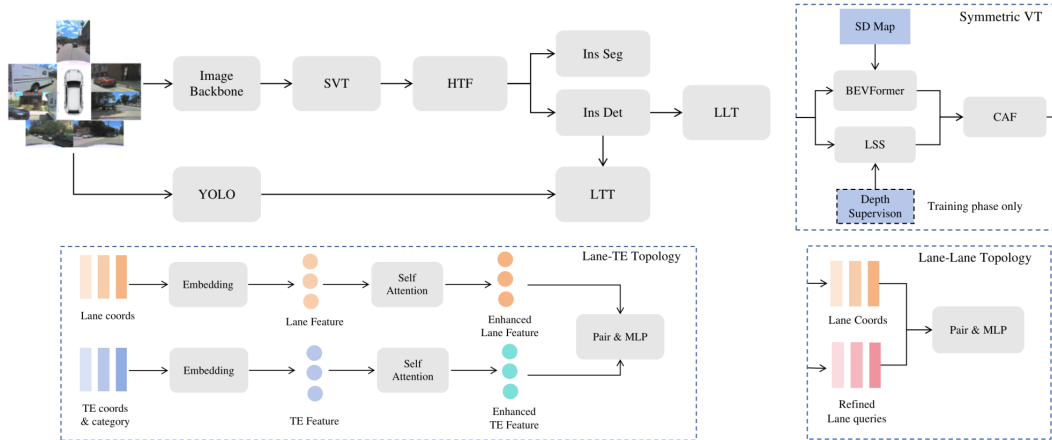 Image
Backbone
SVT
HTF
Ins Seg
Ins Det
LLT
YOLO
LTT
Symmetric VT
SD Map
BEVFormer
LSS
CAF
Depth
Supervison
Training phase only
Lane-TE Topology
Lane coords
Embedding
Lane Feature
Self
Attention
Enhanced
Lane Feature
Pair & MLP
TE coords
& category
Embedding
TE Feature
Self
Attention
Enhanced
TE Feature
Lane-Lane Topology
Lane Coords
Pair & MLP
Refined
Lane queries